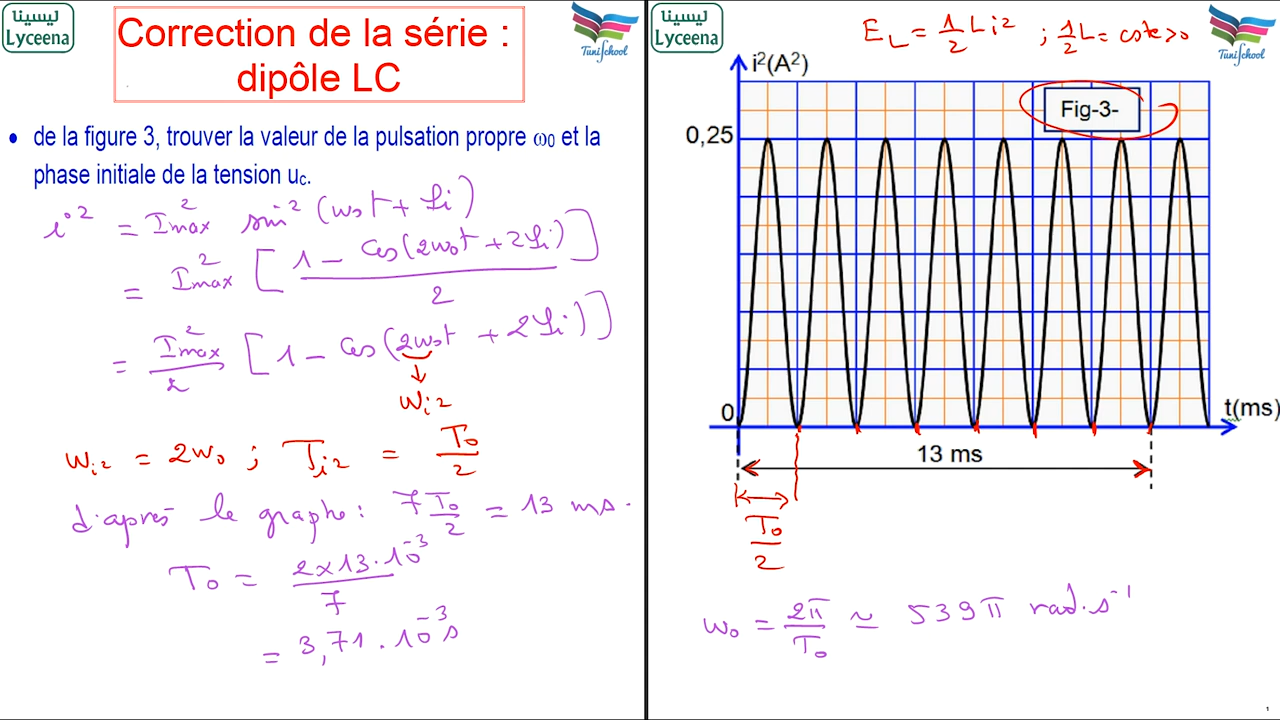 ليسينا
Lyceena
Correction de la série :
dipôle LC
TuniSchool
• de la figure 3, trouver la valeur de la pulsation propre ω0 et la
phase initiale de la tension uc.
i² = Imax² sin² (ω₀t + φi)
= Imax² [1 - cos(2ω₀t + 2φi) / 2]
= Imax²/2 [1 - cos(2ω₀t + 2φi)]
ωi²
ωi² = 2ω₀ ; Ti² = T₀/2
d'après le graphe : 7 T₀/2 = 13 ms.
T₀ = 2×13.10⁻³ / 7
= 3,71 . 10⁻³ s
ليسينا
Lyceena
E_L = 1/2 L i² ; 1/2 L = cste > 0
TuniSchool
i²(A²)
Fig-3-
0,25
0
t(ms)
13 ms
T₀/2
ω₀ = 2π/T₀ ≃ 539π rad.s⁻¹
1